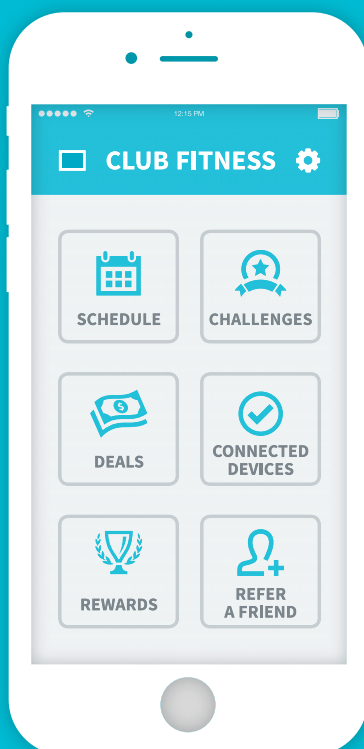 12:15 PM
CLUB FITNESS
SCHEDULE
CHALLENGES
DEALS
CONNECTED
DEVICES
REWARDS
REFER
A FRIEND